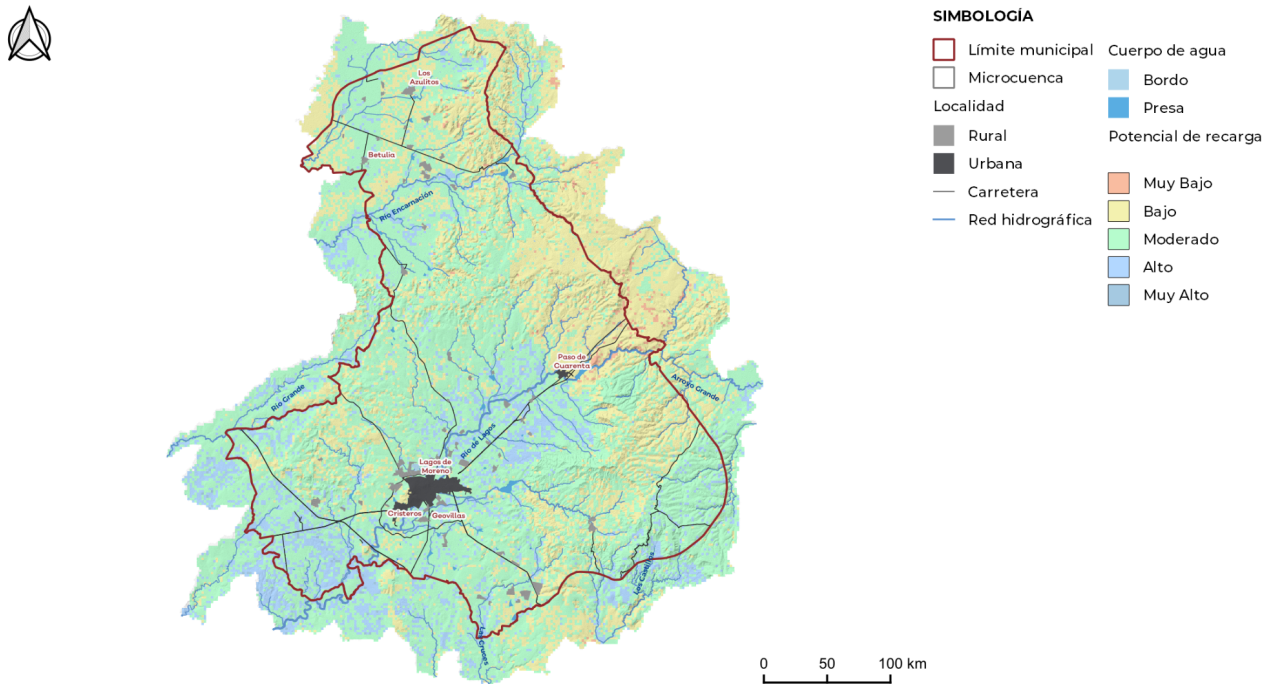 SIMBOLOGÍA
Límite municipal
Microcuenca
Localidad
Rural
Urbana
Carretera
Red hidrográfica
Cuerpo de agua
Bordo
Presa
Potencial de recarga
Muy Bajo
Bajo
Moderado
Alto
Muy Alto
Los
Azulitos
Betulia
Río Encarnación
Paso de
Cuarenta
Arroyo Grande
Río Grande
Río de Lagos
Lagos de
Moreno
Cristeros
Geovillas
Los Castillos
Las Cruces
0 50 100 km